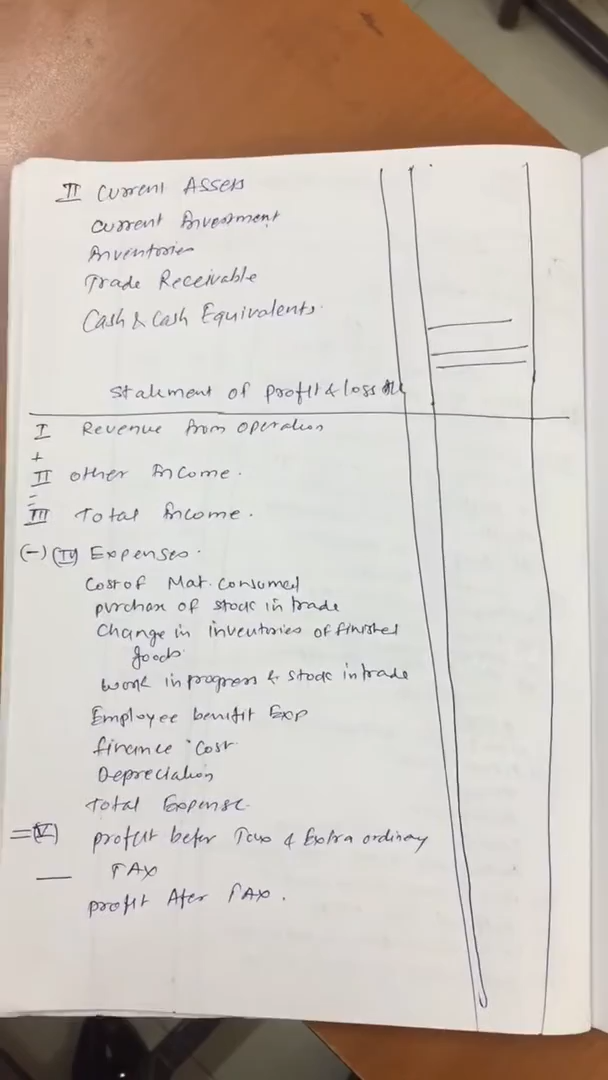 II Current Assets
Current Investment
Inventories
Trade Receivable
Cash & Cash Equivalents.
Statement of profit & loss
I Revenue from operation
+
II other Income.
=
III Total Income.
(-) (IV) Expenses.
Cost of Mat. Consumed
purchase of stock in trade
Change in inventories of finished
goods
work in progress & stock in trade
Employee benifit Exp
finance cost
Depreciation
Total Expense.
= (V) profit befor Tax & Extra ordinary
— TAX
profit After TAX.